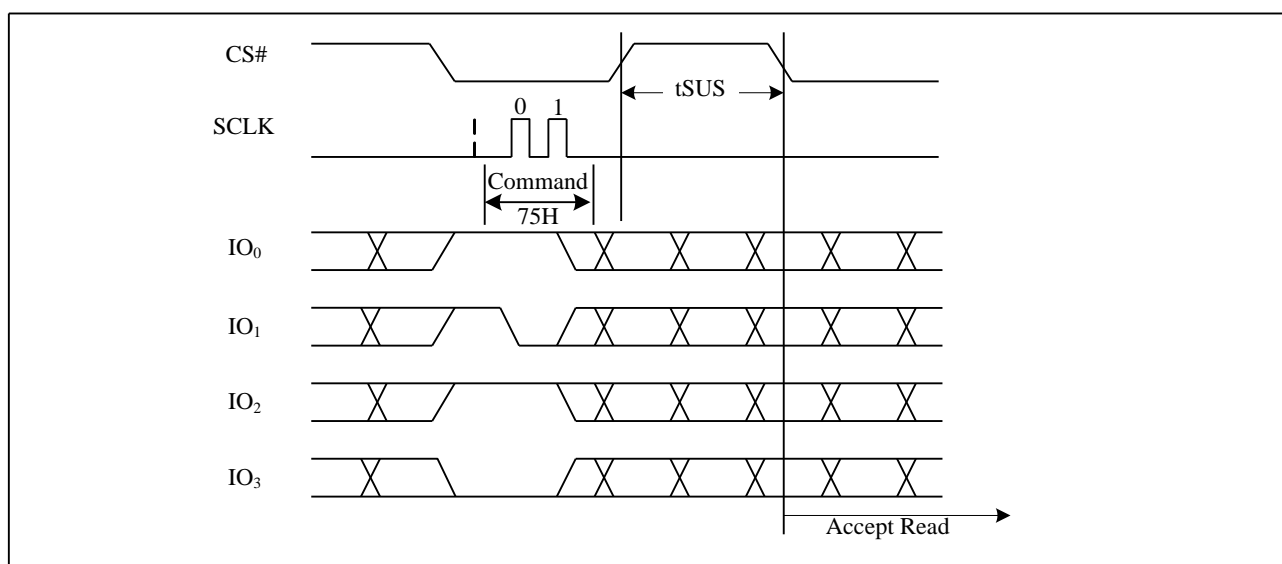 CS#
tSUS
0 1
SCLK
Command
75H
IO₀
IO₁
IO₂
IO₃
Accept Read